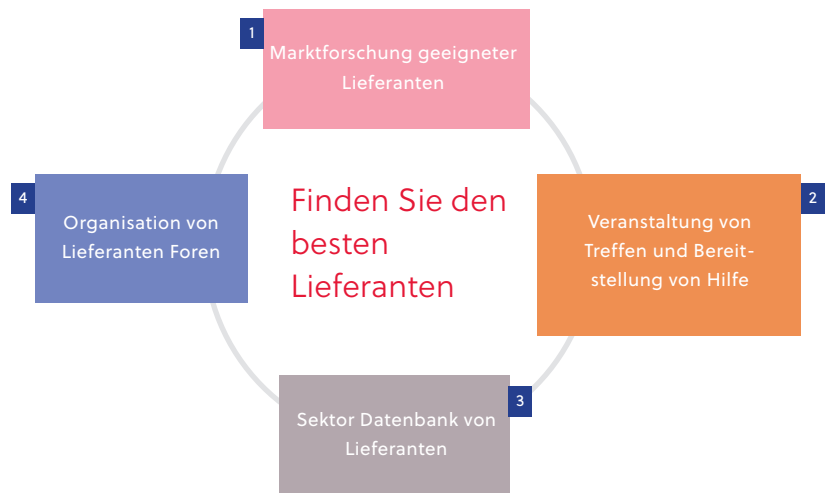 1
Marktforschung geeigneter
Lieferanten
2
Veranstaltung von
Treffen und Bereit-
stellung von Hilfe
3
Sektor Datenbank von
Lieferanten
4
Organisation von
Lieferanten Foren
Finden Sie den
besten
Lieferanten